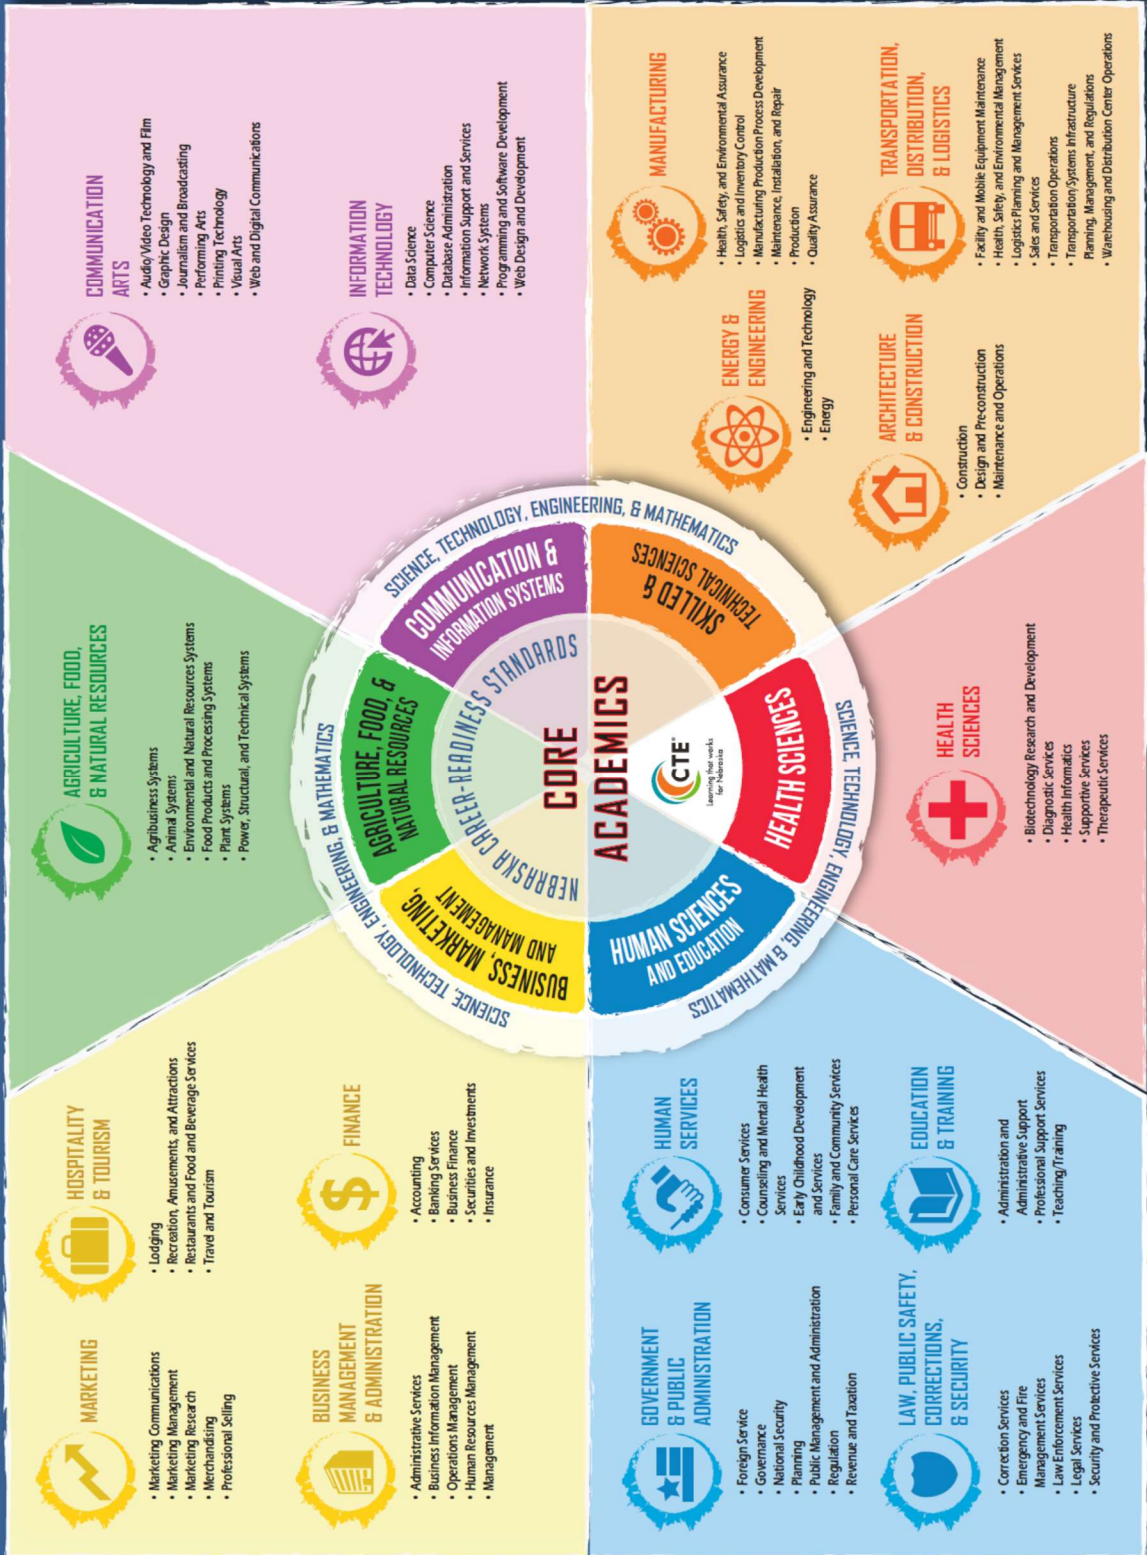 MARKETING
• Marketing Communications
• Marketing Management
• Marketing Research
• Merchandising
• Professional Selling
HOSPITALITY
& TOURISM
• Lodging
• Recreation, Amusements, and Attractions
• Restaurants and Food and Beverage Services
• Travel and Tourism
BUSINESS
MANAGEMENT
& ADMINISTRATION
• Administrative Services
• Business Information Management
• Operations Management
• Human Resources Management
• Management
FINANCE
$
• Accounting
• Banking Services
• Business Finance
• Securities and Investments
• Insurance
AGRICULTURE, FOOD,
& NATURAL RESOURCES
• Agribusiness Systems
• Animal Systems
• Environmental and Natural Resources Systems
• Food Products and Processing Systems
• Plant Systems
• Power, Structural, and Technical Systems
COMMUNICATION
ARTS
• Audio/Video Technology and Film
• Graphic Design
• Journalism and Broadcasting
• Performing Arts
• Printing Technology
• Visual Arts
• Web and Digital Communications
INFORMATION
TECHNOLOGY
• Data Science
• Computer Science
• Database Administration
• Information Support and Services
• Network Systems
• Programming and Software Development
• Web Design and Development
SCIENCE, TECHNOLOGY, ENGINEERING, & MATHEMATICS
SCIENCE, TECHNOLOGY, ENGINEERING, & MATHEMATICS
BUSINESS, MARKETING,
AND MANAGEMENT
AGRICULTURE, FOOD, &
NATURAL RESOURCES
COMMUNICATION &
INFORMATION SYSTEMS
NEBRASKA CAREER-READINESS STANDARDS
CORE
ACADEMICS
CTE®
Learning that works
for Nebraska
HUMAN SCIENCES
AND EDUCATION
HEALTH SCIENCES
SKILLED &
TECHNICAL SCIENCES
SCIENCE, TECHNOLOGY, ENGINEERING, & MATHEMATICS
GOVERNMENT
& PUBLIC
ADMINISTRATION
• Foreign Service
• Governance
• National Security
• Planning
• Public Management and Administration
• Regulation
• Revenue and Taxation
HUMAN
SERVICES
• Consumer Services
• Counseling and Mental Health
Services
• Early Childhood Development
and Services
• Family and Community Services
• Personal Care Services
LAW, PUBLIC SAFETY,
CORRECTIONS,
& SECURITY
• Correction Services
• Emergency and Fire
Management Services
• Law Enforcement Services
• Legal Services
• Security and Protective Services
EDUCATION
& TRAINING
• Administration and
Administrative Support
• Professional Support Services
• Teaching/Training
HEALTH
SCIENCES
• Biotechnology Research and Development
• Diagnostic Services
• Health Informatics
• Supportive Services
• Therapeutic Services
ENERGY &
ENGINEERING
• Engineering and Technology
• Energy
MANUFACTURING
• Health, Safety, and Environmental Assurance
• Logistics and Inventory Control
• Manufacturing Production Process Development
• Maintenance, Installation, and Repair
• Production
• Quality Assurance
ARCHITECTURE
& CONSTRUCTION
• Construction
• Design and Pre-construction
• Maintenance and Operations
TRANSPORTATION,
DISTRIBUTION,
& LOGISTICS
• Facility and Mobile Equipment Maintenance
• Health, Safety, and Environmental Management
• Logistics Planning and Management Services
• Sales and Services
• Transportation Operations
• Transportation/Systems Infrastructure
Planning, Management, and Regulations
• Warehousing and Distribution Center Operations